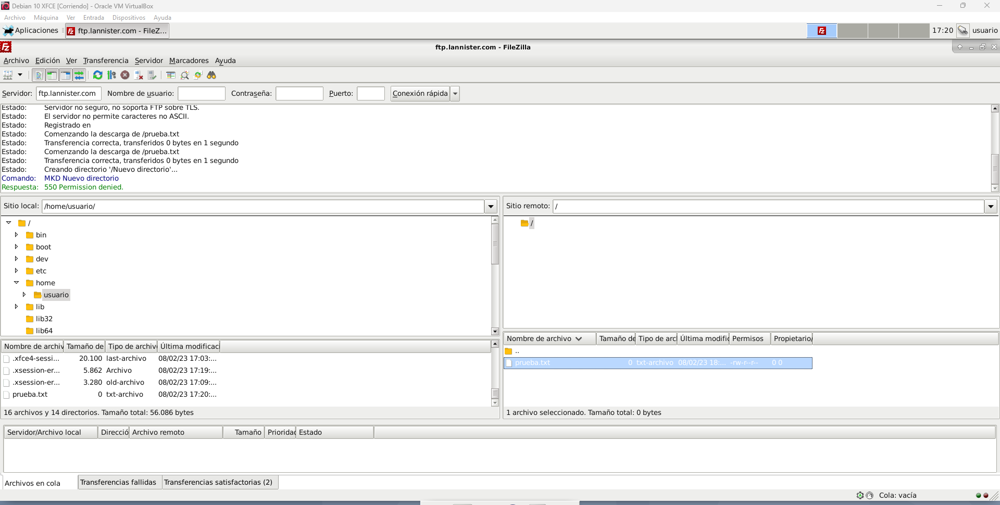 Debian 10 XFCE [Corriendo] - Oracle VM VirtualBox
Archivo Máquina Ver Entrada Dispositivos Ayuda
Aplicaciones ftp.lannister.com - FileZ... 17:20 usuario
ftp.lannister.com - FileZilla
Archivo Edición Ver Transferencia Servidor Marcadores Ayuda
Servidor: ftp.lannister.com Nombre de usuario: Contraseña: Puerto: Conexión rápida
Estado: Servidor no seguro, no soporta FTP sobre TLS.
Estado: El servidor no permite caracteres no ASCII.
Estado: Registrado en
Estado: Comenzando la descarga de /prueba.txt
Estado: Transferencia correcta, transferidos 0 bytes en 1 segundo
Estado: Comenzando la descarga de /prueba.txt
Estado: Transferencia correcta, transferidos 0 bytes en 1 segundo
Estado: Creando directorio '/Nuevo directorio'...
Comando: MKD Nuevo directorio
Respuesta: 550 Permission denied.
Sitio local: /home/usuario/
/
bin
boot
dev
etc
home
usuario
lib
lib32
lib64
Nombre de archiv Tamaño de Tipo de archiv Última modificaci
.xfce4-sessi... 20.100 last-archivo 08/02/23 17:03:...
.xsession-er... 5.862 Archivo 08/02/23 17:19:...
.xsession-er... 3.280 old-archivo 08/02/23 17:09:...
prueba.txt 0 txt-archivo 08/02/23 17:20:...
16 archivos y 14 directorios. Tamaño total: 56.086 bytes
Sitio remoto: /
/
Nombre de archivo Tamaño de Tipo de arcl Última modific Permisos Propietario/
..
prueba.txt 0 txt-archivo 08/02/23 18:... -rw-r--r-- 0 0
1 archivo seleccionado. Tamaño total: 0 bytes
Servidor/Archivo local Direcció Archivo remoto Tamaño Prioridad Estado
Archivos en cola Transferencias fallidas Transferencias satisfactorias (2)
Cola: vacía